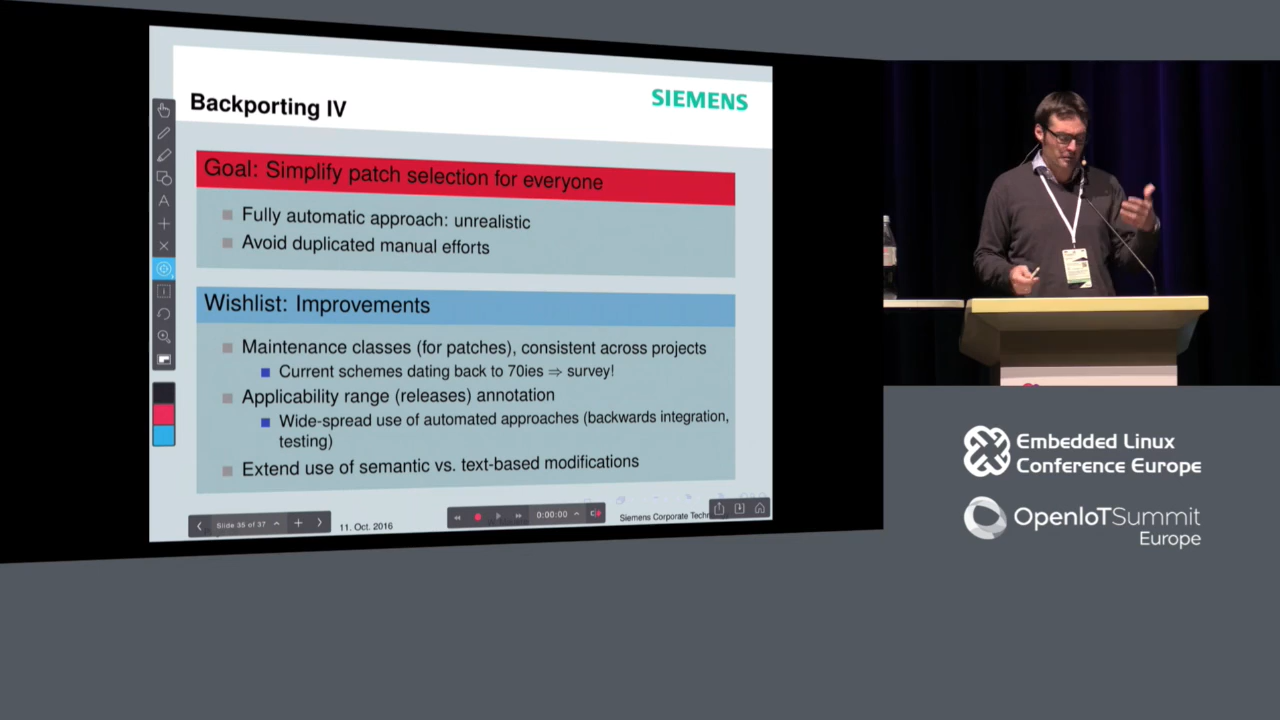 Backporting IV
SIEMENS
Goal: Simplify patch selection for everyone
Fully automatic approach: unrealistic
Avoid duplicated manual efforts
Wishlist: Improvements
Maintenance classes (for patches), consistent across projects
Current schemes dating back to 70ies ⇒ survey!
Applicability range (releases) annotation
Wide-spread use of automated approaches (backwards integration,
testing)
Extend use of semantic vs. text-based modifications
Slide 35 of 37
11. Oct. 2016
0:00:00
Siemens Corporate
Embedded Linux
Conference Europe
OpenIoTSummit
Europe